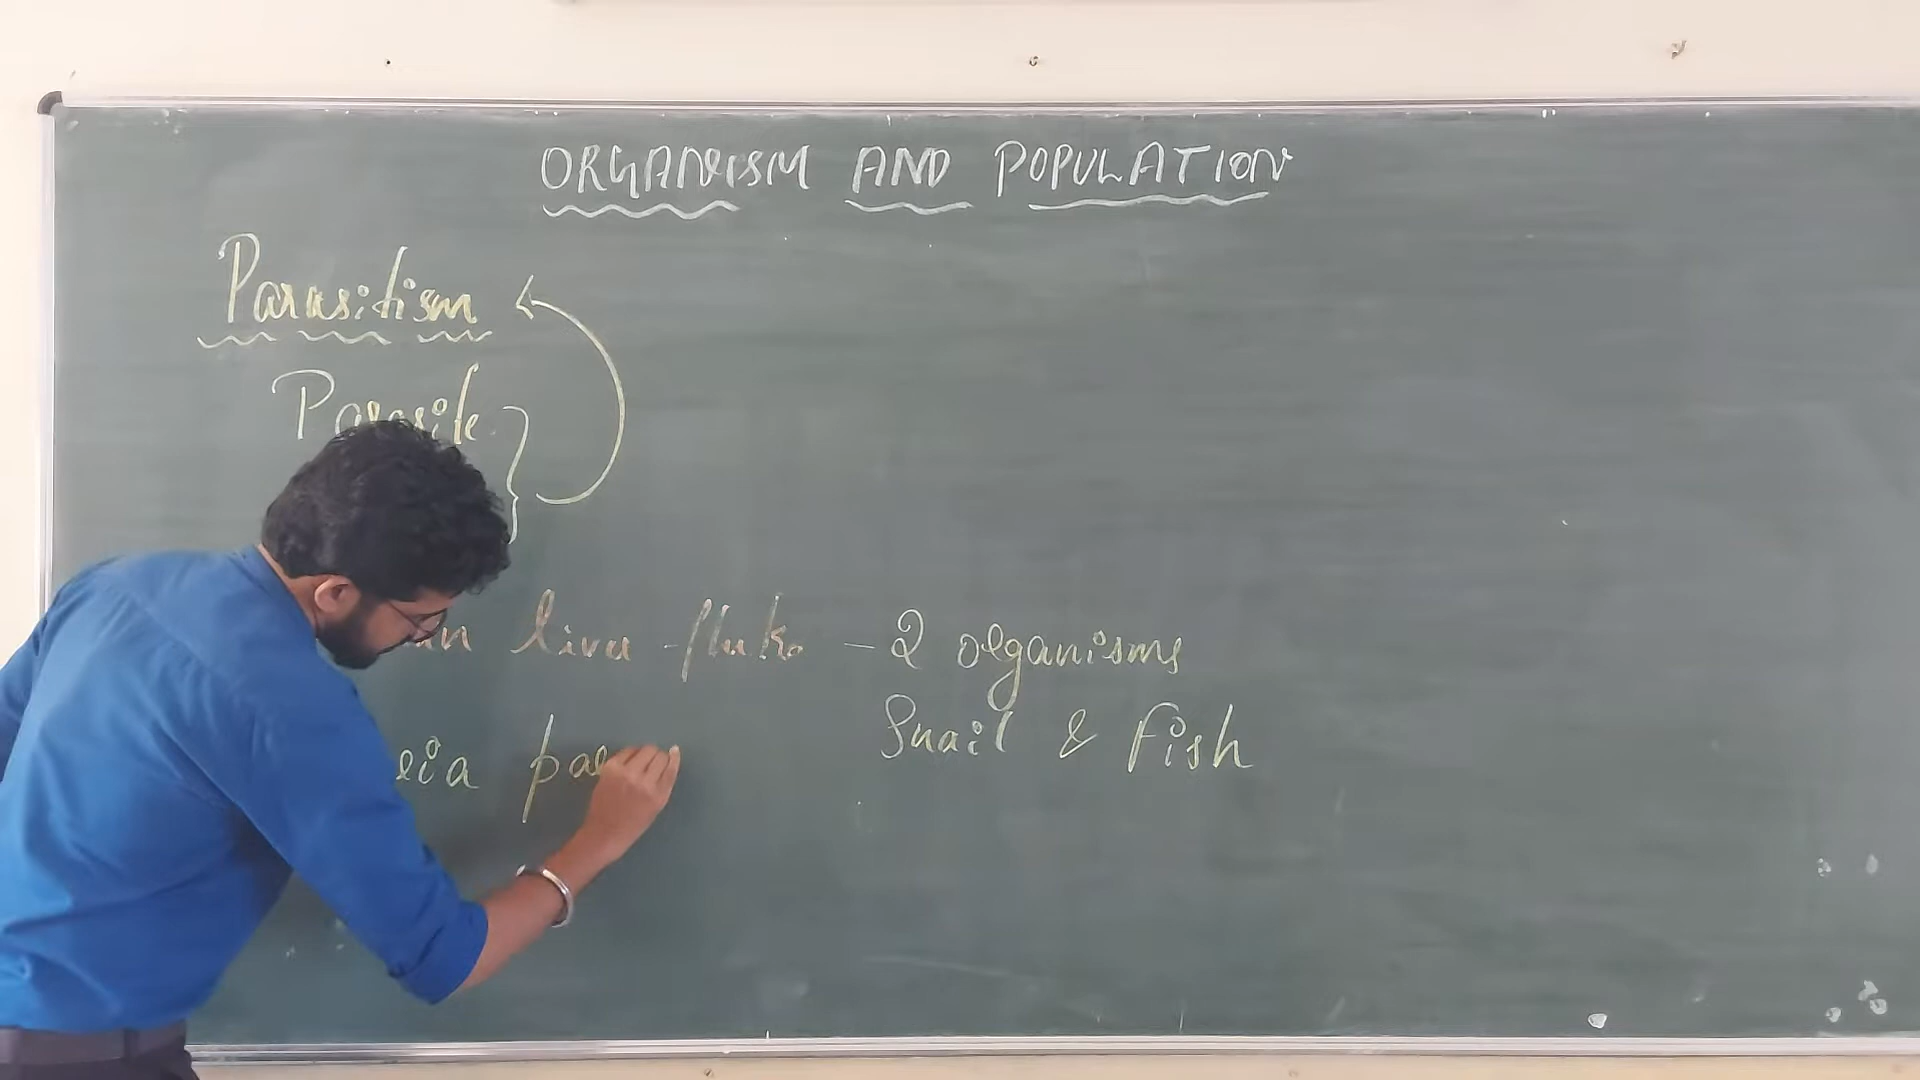 ORGANISM AND POPULATION
Parasitism
Parasite
liver-fluke - 2 organisms
Snail & Fish